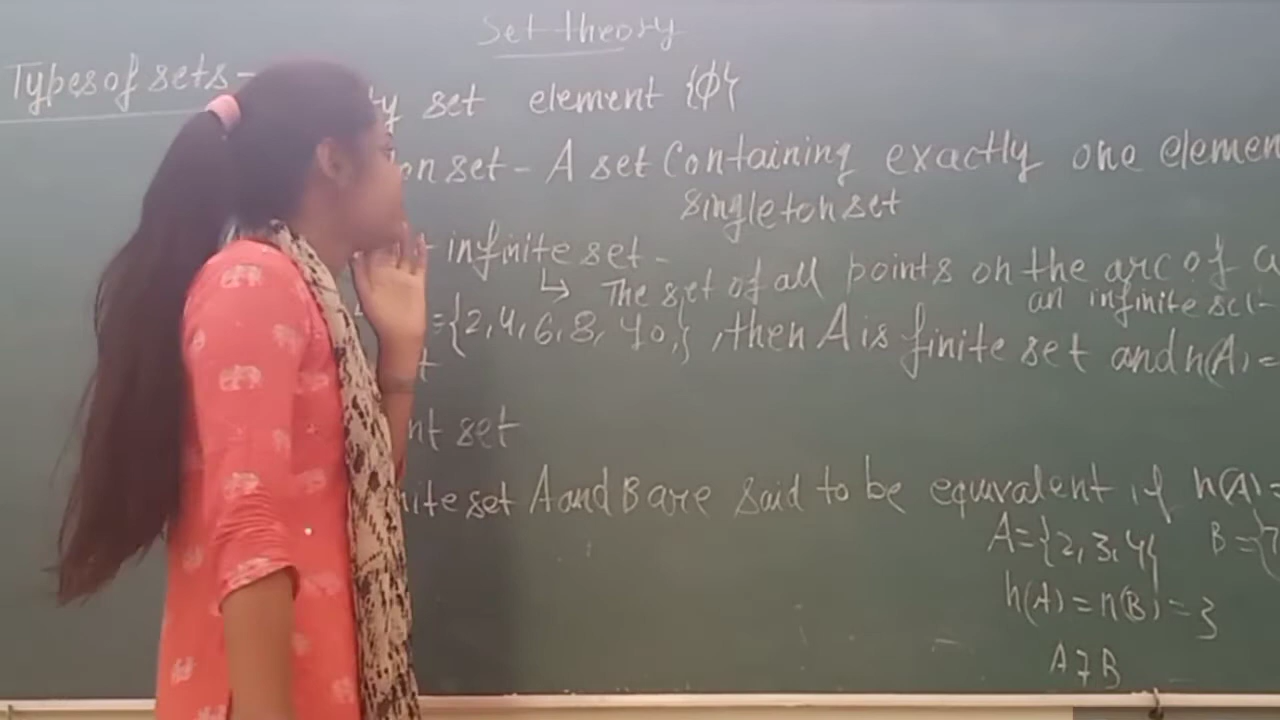 Set theory
Types of sets -
ty set element {ϕ}
on set - A set Containing exactly one elemen
singleton set
t infinite set -
↳ The set of all points on the arc of a
an infinite set -
={2, 4, 6, 8, 40,}, then A is finite set and n(A) =
t
nt set
nite set A and B are said to be equivalent if n(A) =
A={2, 3, 4} B={7
n(A) = n(B) = 3